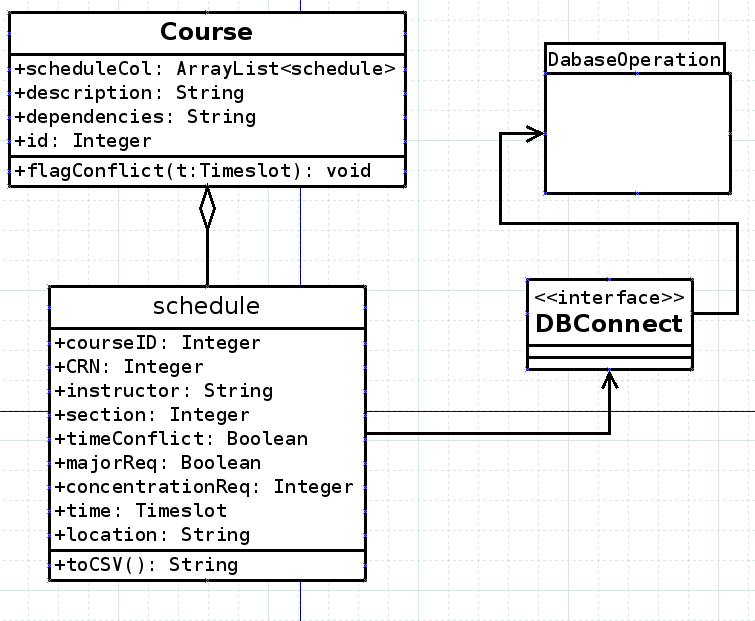 Course
+scheduleCol: ArrayList<schedule>
+description: String
+dependencies: String
+id: Integer
+flagConflict(t:Timeslot): void
DabaseOperation
schedule
+courseID: Integer
+CRN: Integer
+instructor: String
+section: Integer
+timeConflict: Boolean
+majorReq: Boolean
+concentrationReq: Integer
+time: Timeslot
+location: String
+toCSV(): String
<<interface>>
DBConnect